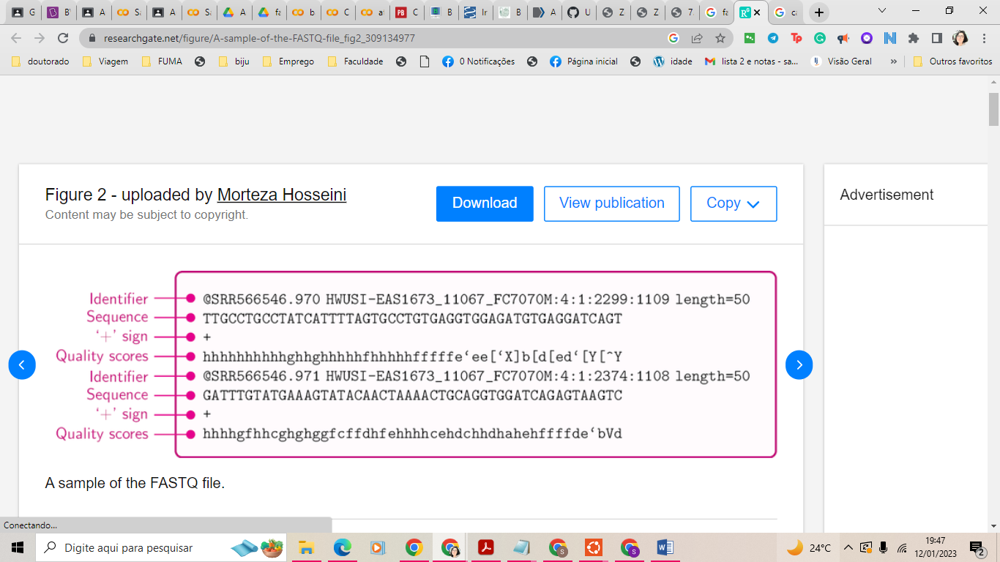 G
B'
A
Sa
A
Sa
A
fa
b
C
a
C
B
Ir
B
A
U
Z
Z
7
fa
ca
researchgate.net/figure/A-sample-of-the-FASTQ-file_fig2_309134977
doutorado Viagem FUMA biju Emprego Faculdade 0 Notificações Página inicial idade lista 2 e notas - sa... Visão Geral » Outros favoritos
Figure 2 - uploaded by Morteza Hosseini
Content may be subject to copyright.
Download
View publication
Copy
Advertisement
Identifier @SRR566546.970 HWUSI-EAS1673_11067_FC7070M:4:1:2299:1109 length=50
Sequence TTGCCTGCCTATCATTTTAGTGCCTGTGAGGTGGAGATGTGAGGATCAGT
‘+’ sign +
Quality scores hhhhhhhhhhghhghhhhhfhhhhhfffffe‘ee[‘X]b[d[ed‘[Y[^Y
Identifier @SRR566546.971 HWUSI-EAS1673_11067_FC7070M:4:1:2374:1108 length=50
Sequence GATTTGTATGAAAGTATACAACTAAAACTGCAGGTGGATCAGAGTAAGTC
‘+’ sign +
Quality scores hhhhgfhhcghghggfcffdhfehhhhcehdchhdhahehffffde‘bVd
A sample of the FASTQ file.
Conectando...
Digite aqui para pesquisar
24°C
19:47
12/01/2023
2